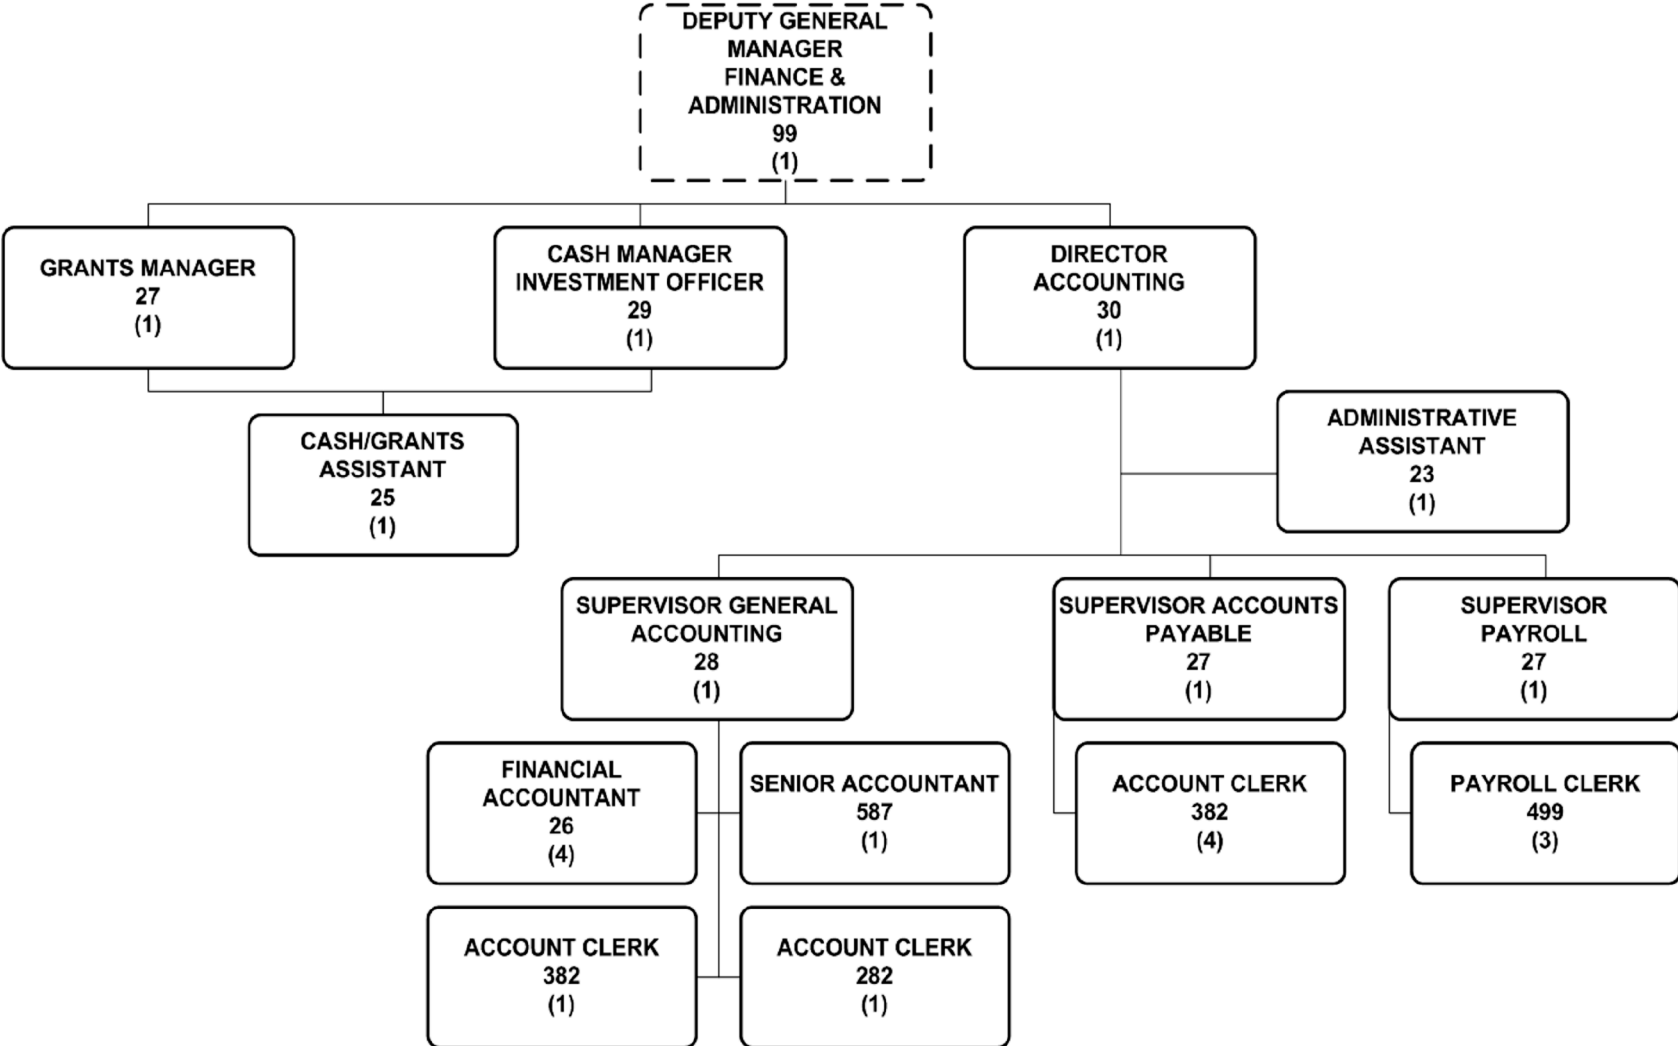 DEPUTY GENERAL
MANAGER
FINANCE &
ADMINISTRATION
99
(1)
GRANTS MANAGER
27
(1)
CASH MANAGER
INVESTMENT OFFICER
29
(1)
DIRECTOR
ACCOUNTING
30
(1)
CASH/GRANTS
ASSISTANT
25
(1)
ADMINISTRATIVE
ASSISTANT
23
(1)
SUPERVISOR GENERAL
ACCOUNTING
28
(1)
SUPERVISOR ACCOUNTS
PAYABLE
27
(1)
SUPERVISOR
PAYROLL
27
(1)
FINANCIAL
ACCOUNTANT
26
(4)
SENIOR ACCOUNTANT
587
(1)
ACCOUNT CLERK
382
(4)
PAYROLL CLERK
499
(3)
ACCOUNT CLERK
382
(1)
ACCOUNT CLERK
282
(1)